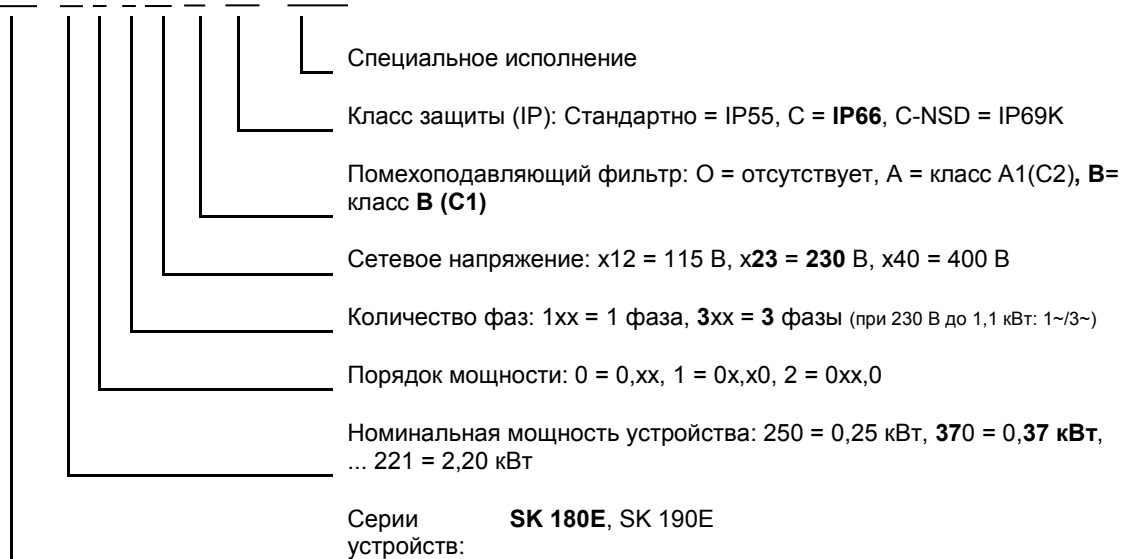 Специальное исполнение
Класс защиты (IP): Стандартно = IP55, C = IP66, C-NSD = IP69K
Помехоподавляющий фильтр: O = отсутствует, A = класс A1(C2), B=
класс B (C1)
Сетевое напряжение: x12 = 115 В, x23 = 230 В, x40 = 400 В
Количество фаз: 1xx = 1 фаза, 3xx = 3 фазы (при 230 В до 1,1 кВт: 1~/3~)
Порядок мощности: 0 = 0,xx, 1 = 0x,x0, 2 = 0xx,0
Номинальная мощность устройства: 250 = 0,25 кВт, 370 = 0,37 кВт,
... 221 = 2,20 кВт
Серии SK 180E, SK 190E
устройств: